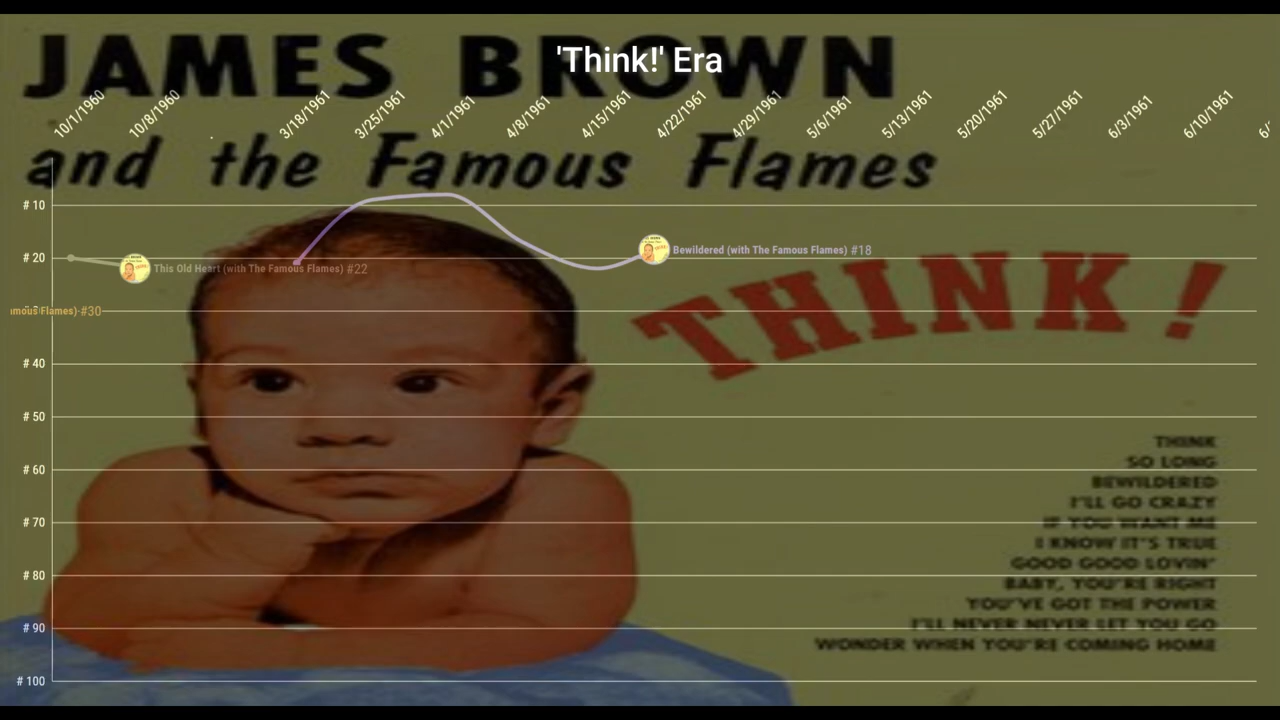 JAMES BROWN
'Think!' Era
10/1/1960
10/8/1960
3/18/1961
3/25/1961
4/1/1961
4/8/1961
4/15/1961
4/22/1961
4/29/1961
5/6/1961
5/13/1961
5/20/1961
5/27/1961
6/3/1961
6/10/1961
6/
and the Famous Flames
# 10
Bewildered (with The Famous Flames) #18
# 20
This Old Heart (with The Famous Flames) #22
THINK!
amous Flames) #30
# 40
# 50
THINK
SO LONG
# 60
BEWILDERED
I'LL GO CRAZY
# 70
IF YOU WANT ME
I KNOW IT'S TRUE
GOOD GOOD LOVIN'
# 80
BABY, YOU'RE RIGHT
YOU'VE GOT THE POWER
# 90
I'LL NEVER NEVER LET YOU GO
WONDER WHEN YOU'RE COMING HOME
# 100